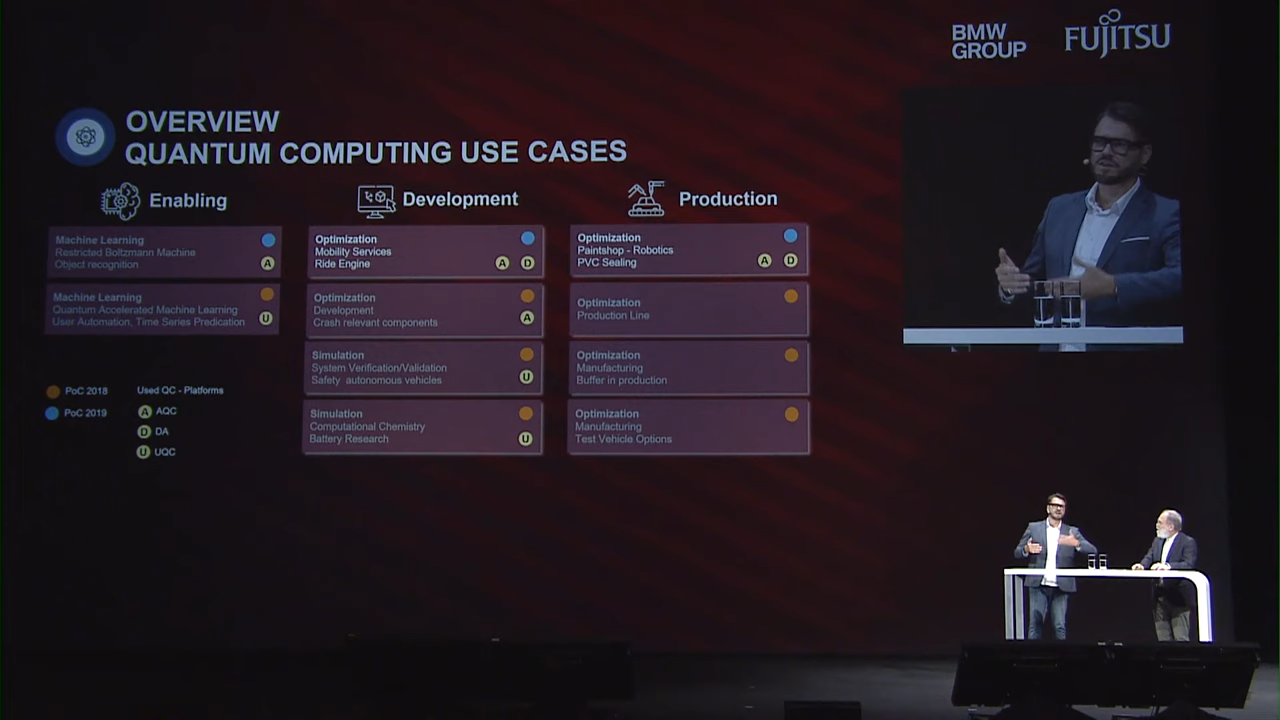 BMW
GROUP
FUJITSU
OVERVIEW
QUANTUM COMPUTING USE CASES
Enabling
Machine Learning
Restricted Boltzmann Machine
Object recognition
A
Machine Learning
Quantum Accelerated Machine Learning
User Automation, Time Series Predication
U
Development
Optimization
Mobility Services
Ride Engine
A D
Optimization
Development
Crash relevant components
A
Simulation
System Verification/Validation
Safety autonomous vehicles
U
Simulation
Computational Chemistry
Battery Research
U
Production
Optimization
Paintshop - Robotics
PVC Sealing
A D
Optimization
Production Line
Optimization
Manufacturing
Buffer in production
Optimization
Manufacturing
Test Vehicle Options
PoC 2018
PoC 2019
Used QC - Platforms
A AQC
D DA
U UQC